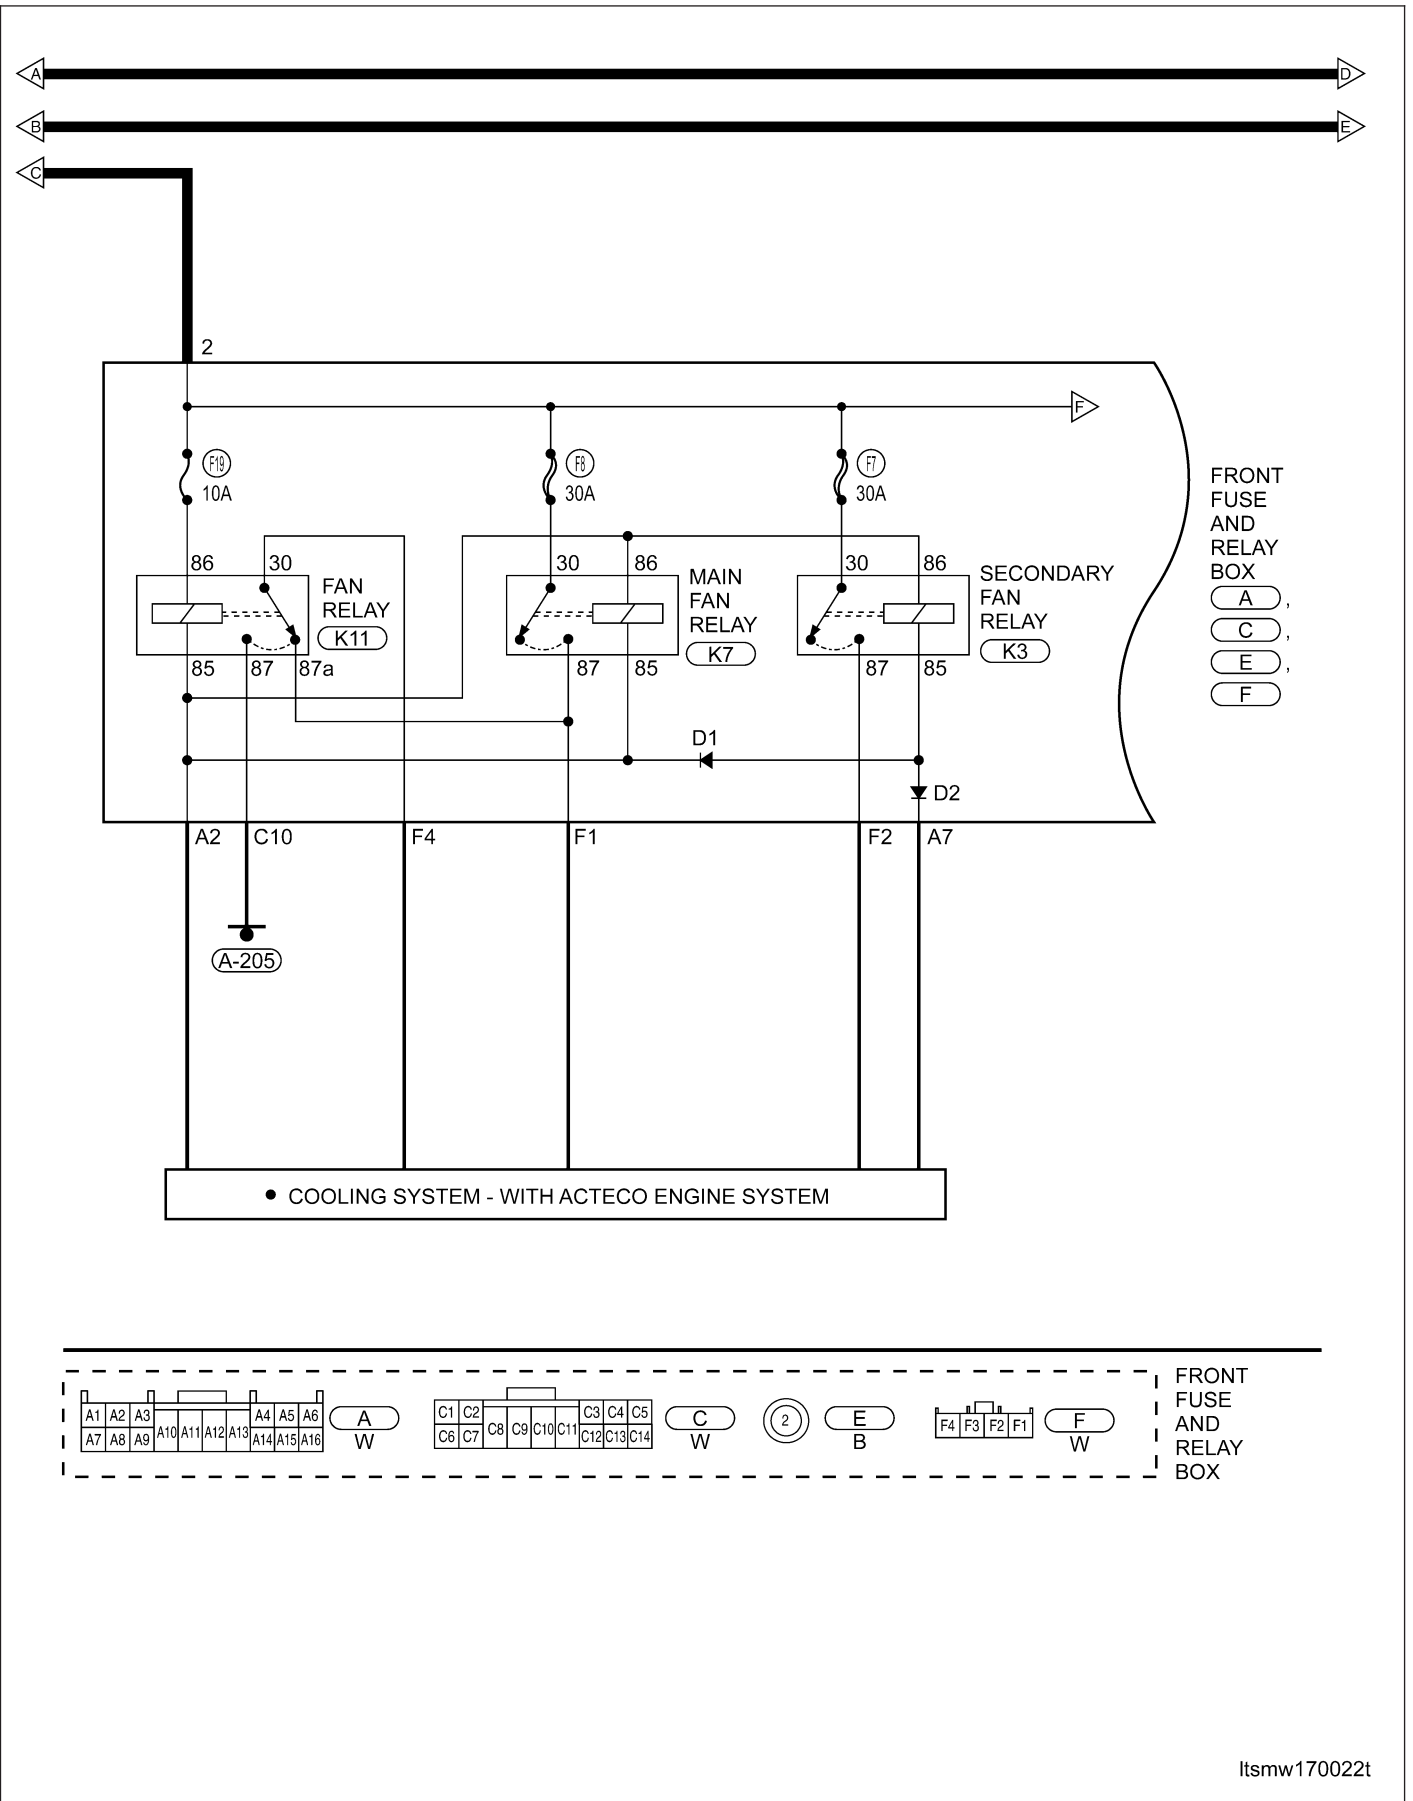 A
D
B
E
C
2
F
F19
10A
F8
30A
F7
30A
86
30
30
86
30
86
FAN
RELAY
K11
MAIN
FAN
RELAY
K7
SECONDARY
FAN
RELAY
K3
FRONT
FUSE
AND
RELAY
BOX
A ,
C ,
E ,
F
85
87
87a
87
85
87
85
D1
D2
A2
C10
F4
F1
F2
A7
A-205
● COOLING SYSTEM - WITH ACTECO ENGINE SYSTEM
A1 A2 A3 A4 A5 A6
A7 A8 A9 A10 A11 A12 A13 A14 A15 A16
A
W
C1 C2 C3 C4 C5
C6 C7 C8 C9 C10 C11 C12 C13 C14
C
W
2
E
B
F4 F3 F2 F1
F
W
FRONT
FUSE
AND
RELAY
BOX
ltsmw170022t